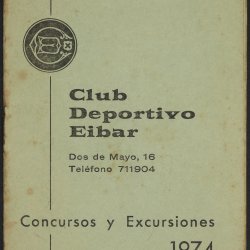 Club
Deportivo
Eibar
Dos de Mayo, 16
Teléfono 711904
Concursos y Excursiones
1974